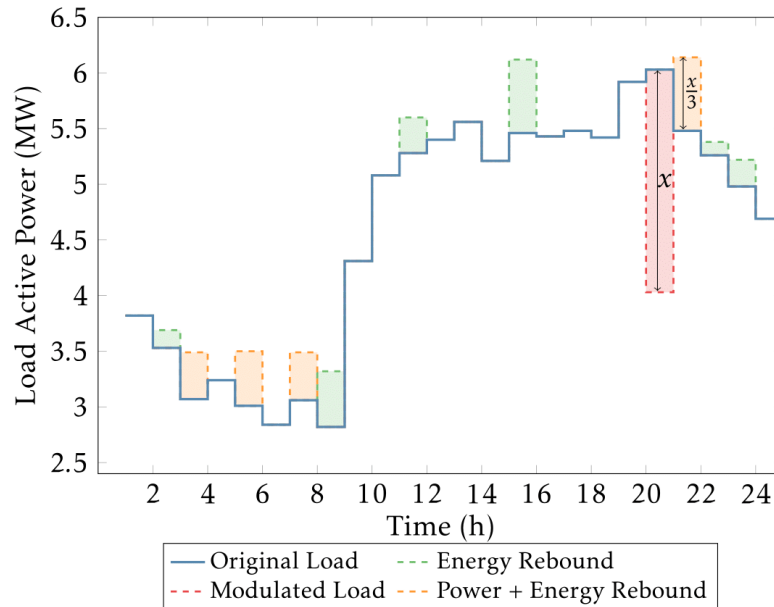 6.5
6
5.5
5
4.5
4
3.5
3
2.5
Load Active Power (MW)
x
x/3
2 4 6 8 10 12 14 16 18 20 22 24
Time (h)
Original Load Energy Rebound
Modulated Load Power + Energy Rebound